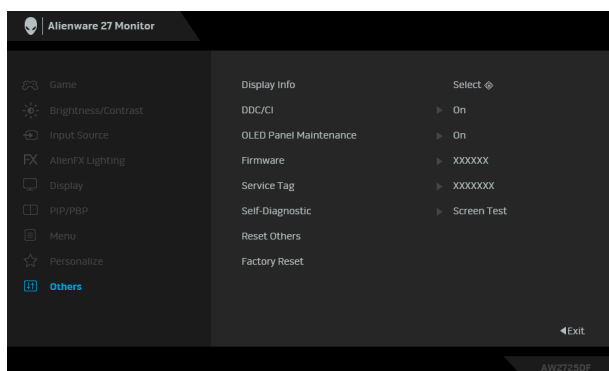 Alienware 27 Monitor
Game
Brightness/Contrast
Input Source
FX AlienFX Lighting
Display
PIP/PBP
Menu
Personalize
Others
Display Info Select
DDC/CI On
OLED Panel Maintenance On
Firmware XXXXXX
Service Tag XXXXXXX
Self-Diagnostic Screen Test
Reset Others
Factory Reset
Exit
AW2725DF